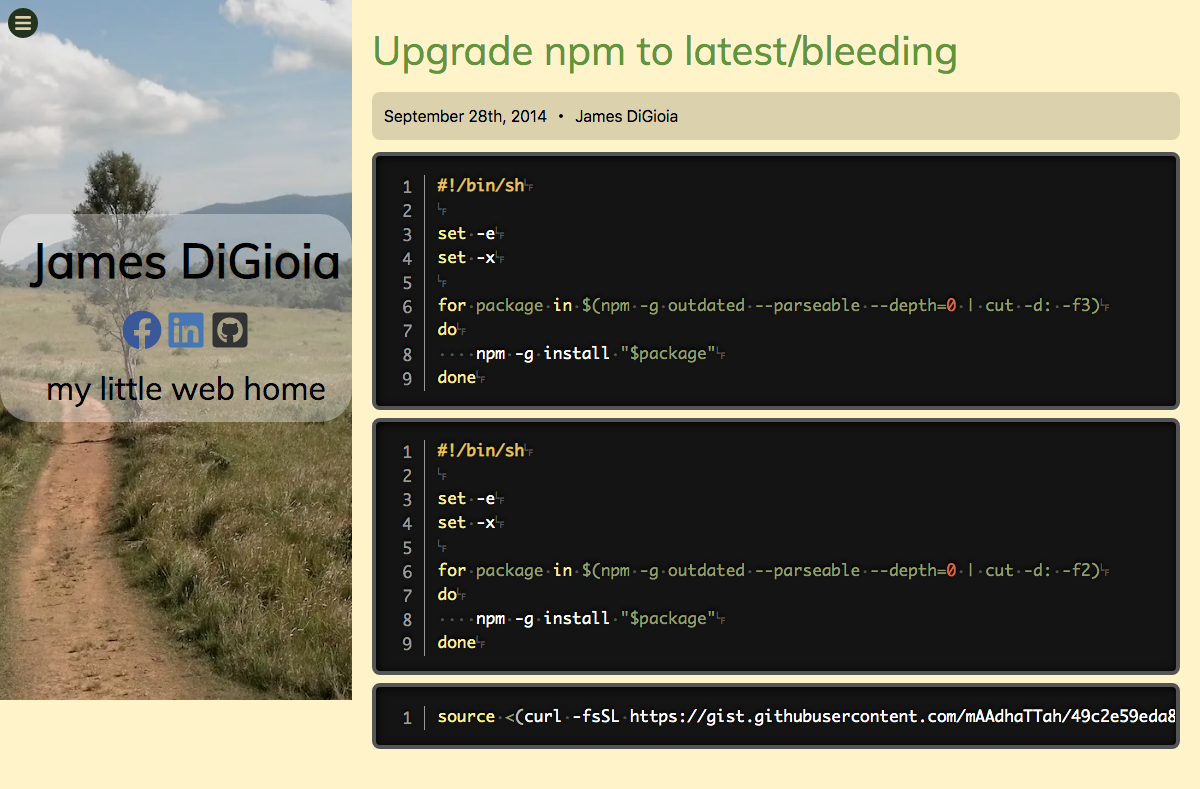 James DiGioia
my little web home
Upgrade npm to latest/bleeding
September 28th, 2014 • James DiGioia
1 #!/bin/sh
2
3 set -e
4 set -x
5
6 for package in $(npm -g outdated --parseable --depth=0 | cut -d: -f3)
7 do
8     npm -g install "$package"
9 done
1 #!/bin/sh
2
3 set -e
4 set -x
5
6 for package in $(npm -g outdated --parseable --depth=0 | cut -d: -f2)
7 do
8     npm -g install "$package"
9 done
1 source <(curl -fsSL https://gist.githubusercontent.com/mAAdhaTTah/49c2e59eda8